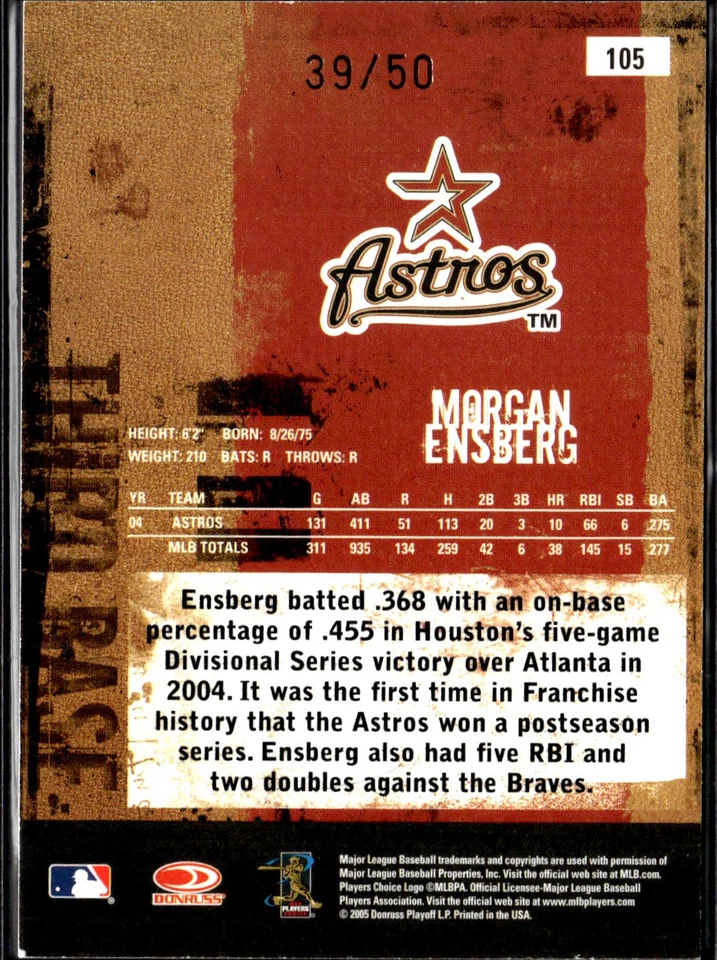 39/50
105
Astros
TM
MORGAN
ENSBERG
HEIGHT: 6'2" BORN: 8/26/75
WEIGHT: 210 BATS: R THROWS: R
YR TEAM G AB R H 2B 3B HR RBI SB BA
04 ASTROS 131 411 51 113 20 3 10 66 6 .275
MLB TOTALS 311 935 134 259 42 6 38 145 15 .277
THIRD BASE
Ensberg batted .368 with an on-base
percentage of .455 in Houston's five-game
Divisional Series victory over Atlanta in
2004. It was the first time in Franchise
history that the Astros won a postseason
series. Ensberg also had five RBI and
two doubles against the Braves.
DONRUSS
PLAYERS
CHOICE
Major League Baseball trademarks and copyrights are used with permission of
Major League Baseball Properties, Inc. Visit the official web site at MLB.com.
Players Choice Logo ©MLBPA. Official Licensee-Major League Baseball
Players Association. Visit the official web site at www.mlbplayers.com
© 2005 Donruss Playoff L.P. Printed in the USA.